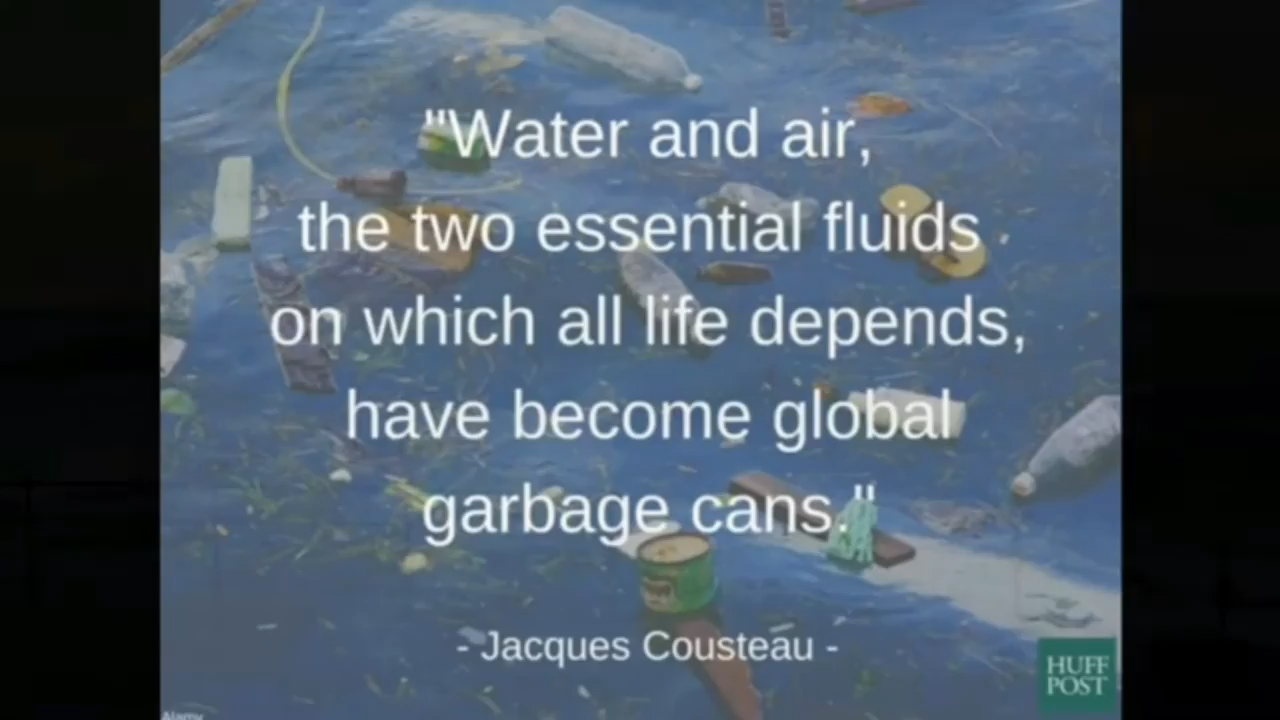 "Water and air,
the two essential fluids
on which all life depends,
have become global
garbage cans."
- Jacques Cousteau -
HUFF
POST
Alamy